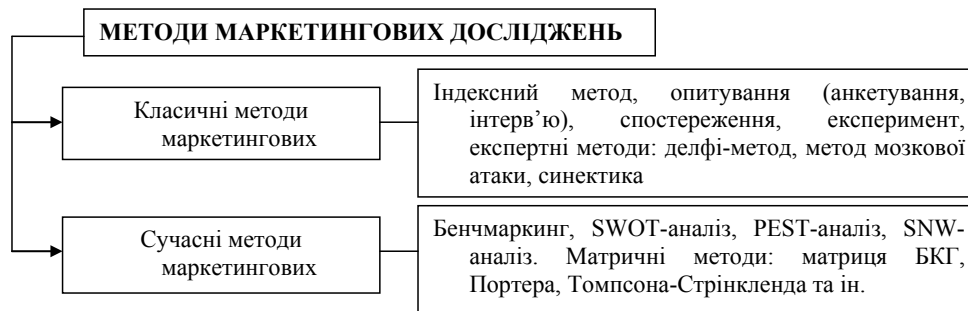 МЕТОДИ МАРКЕТИНГОВИХ ДОСЛІДЖЕНЬ
Класичні методи
маркетингових
Індексний метод, опитування (анкетування,
інтерв’ю), спостереження, експеримент,
експертні методи: делфі-метод, метод мозкової
атаки, синектика
Сучасні методи
маркетингових
Бенчмаркинг, SWOT-аналіз, PEST-аналіз, SNW-
аналіз. Матричні методи: матриця БКГ,
Портера, Томпсона-Стрінкленда та ін.